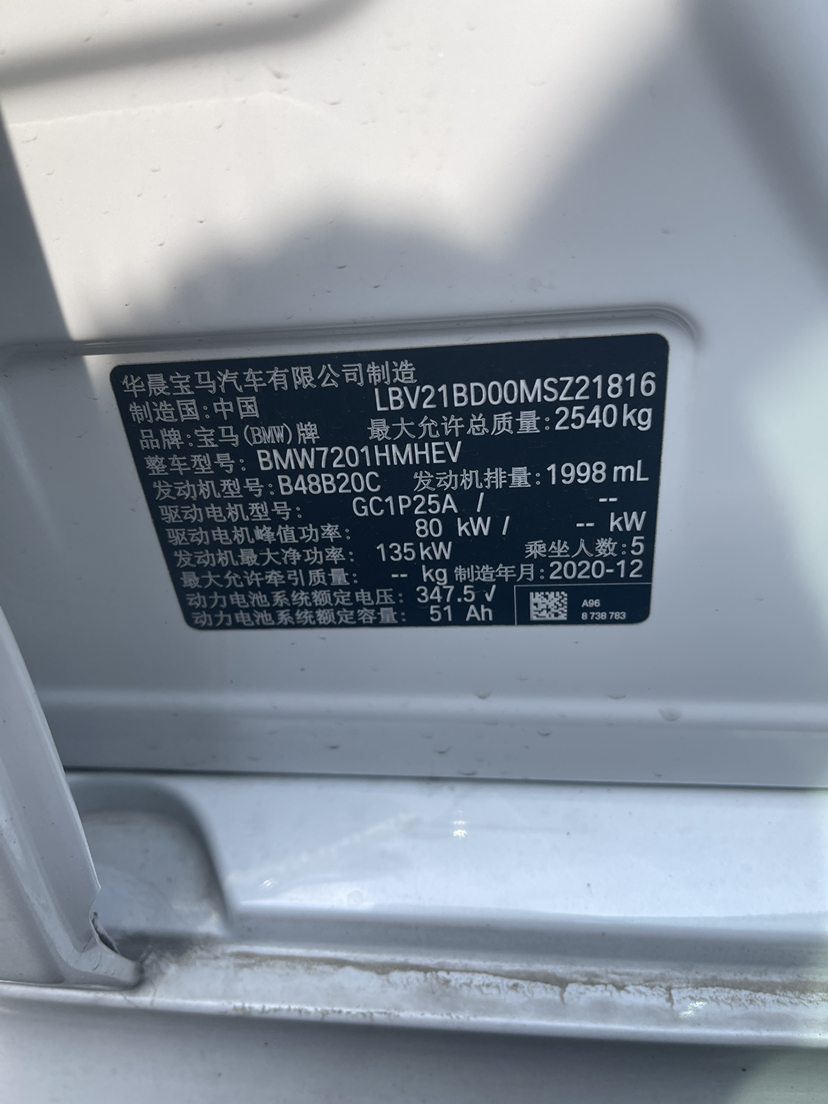 华晨宝马汽车有限公司制造
制造国:中国 LBV21BD00MSZ21816
品牌:宝马(BMW)牌 最大允许总质量:2540kg
整车型号: BMW7201HMHEV
发动机型号:B48B20C 发动机排量:1998 mL
驱动电机型号: GC1P25A / --
驱动电机峰值功率: 80 kW / -- kW
发动机最大净功率: 135kW 乘坐人数:5
最大允许牵引质量: -- kg 制造年月:2020-12
动力电池系统额定电压: 347.5 V
动力电池系统额定容量: 51 Ah
A96
8 738 783